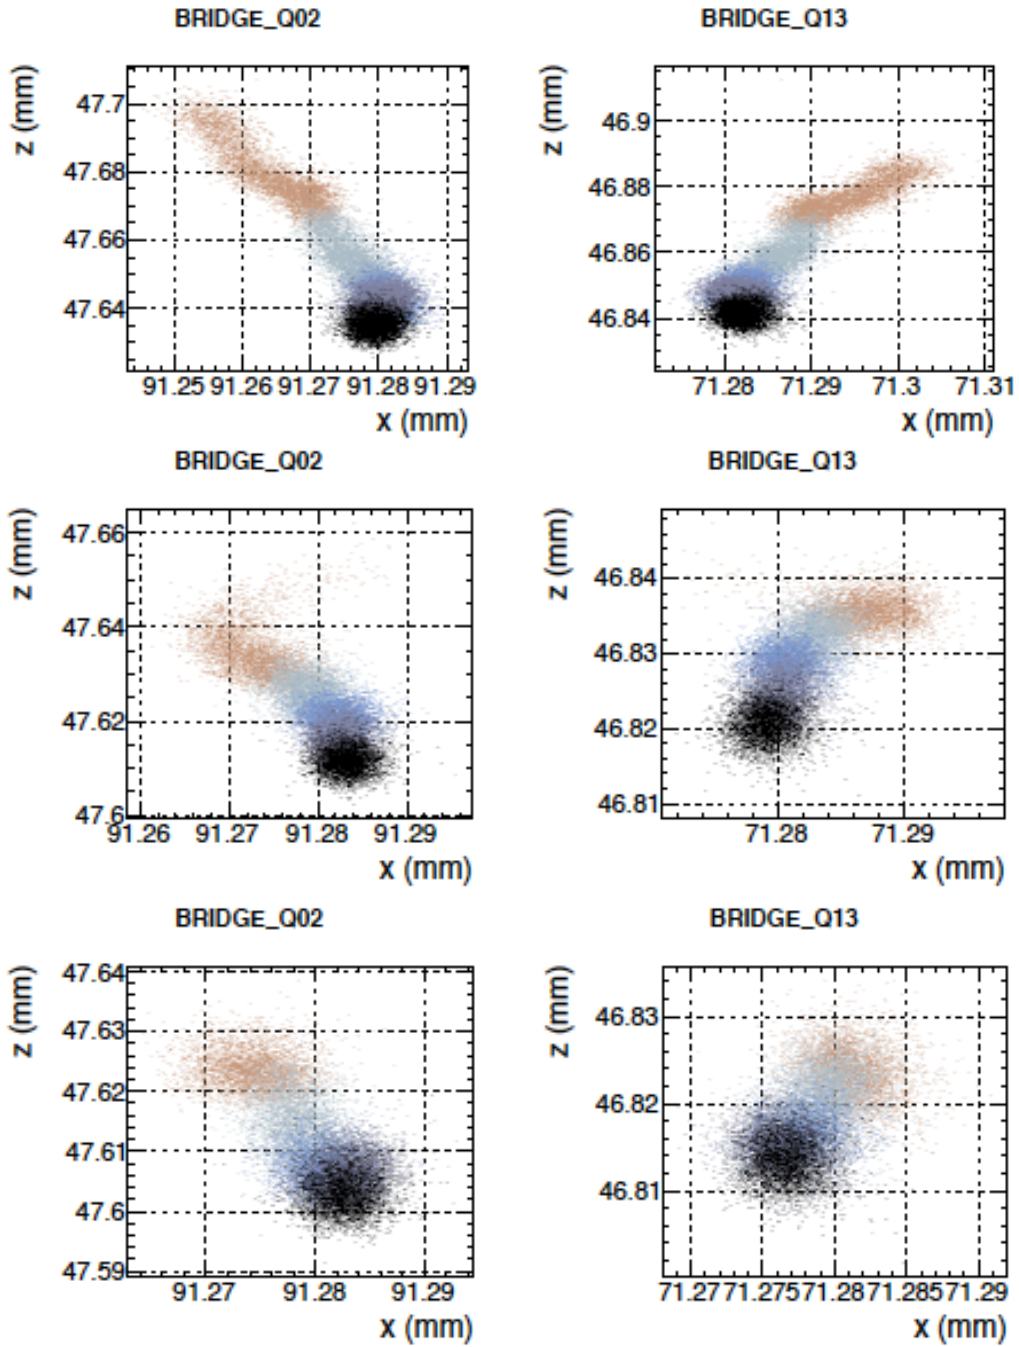 BRIDGE_Q02
z (mm)
47.7
47.68
47.66
47.64
91.25 91.26 91.27 91.28 91.29
x (mm)
BRIDGE_Q13
z (mm)
46.9
46.88
46.86
46.84
71.28 71.29 71.3 71.31
x (mm)
BRIDGE_Q02
z (mm)
47.66
47.64
47.62
47.6
91.26 91.27 91.28 91.29
x (mm)
BRIDGE_Q13
z (mm)
46.84
46.83
46.82
46.81
71.28 71.29
x (mm)
BRIDGE_Q02
z (mm)
47.64
47.63
47.62
47.61
47.6
47.59
91.27 91.28 91.29
x (mm)
BRIDGE_Q13
z (mm)
46.83
46.82
46.81
71.27 71.275 71.28 71.285 71.29
x (mm)